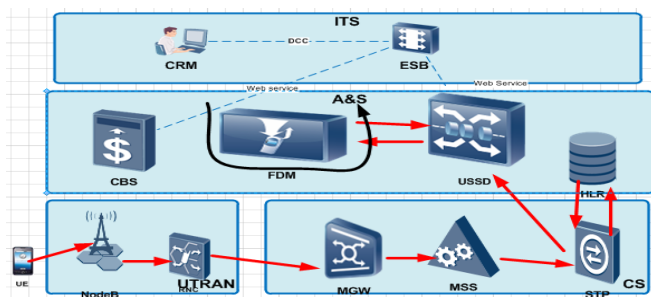 ITS
DCC
CRM
ESB
Web service
Web Service
A&S
CBS
FDM
USSD
HLR
UE
NodeB
RNC
UTRAN
MGW
MSS
STP
CS